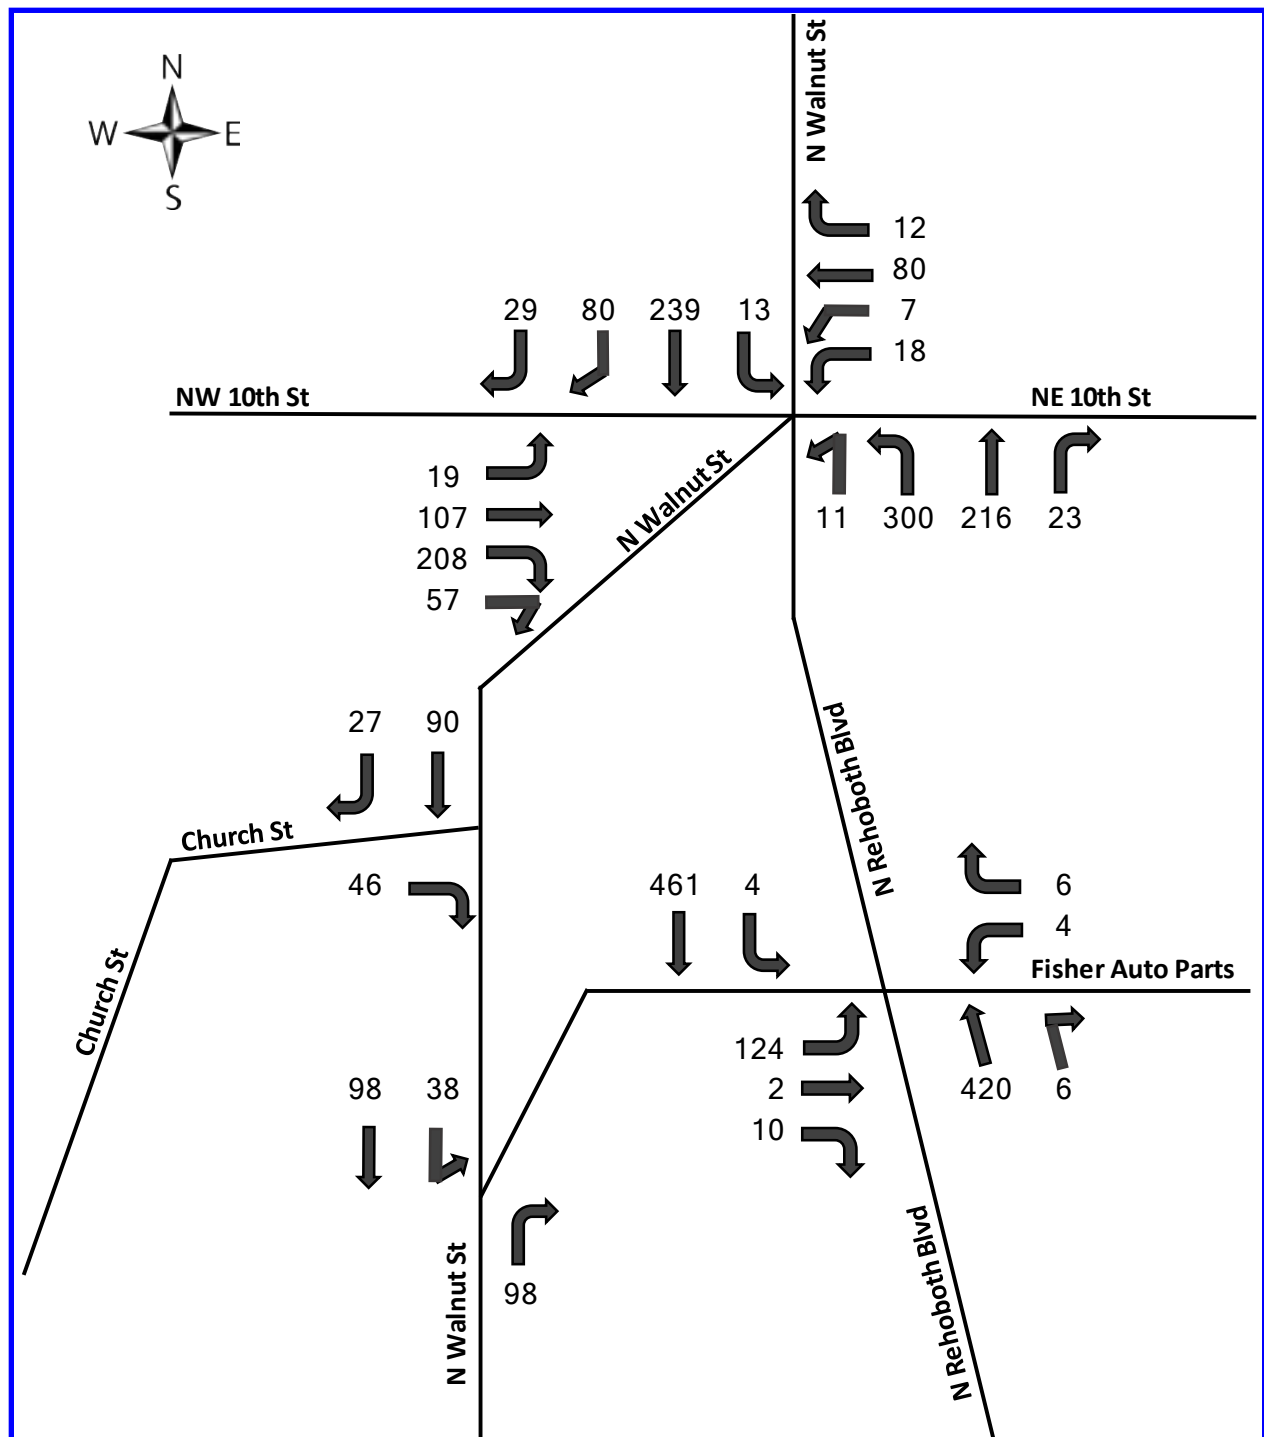 N
W E
S
N Walnut St
12
80
7
18
29 80 239 13
NW 10th St
NE 10th St
19
107
208
57
N Walnut St
11 300 216 23
27 90
Church St
46
Church St
N Rehoboth Blvd
461 4
6
4
Fisher Auto Parts
124
2
10
420 6
98 38
98
N Walnut St
N Rehoboth Blvd